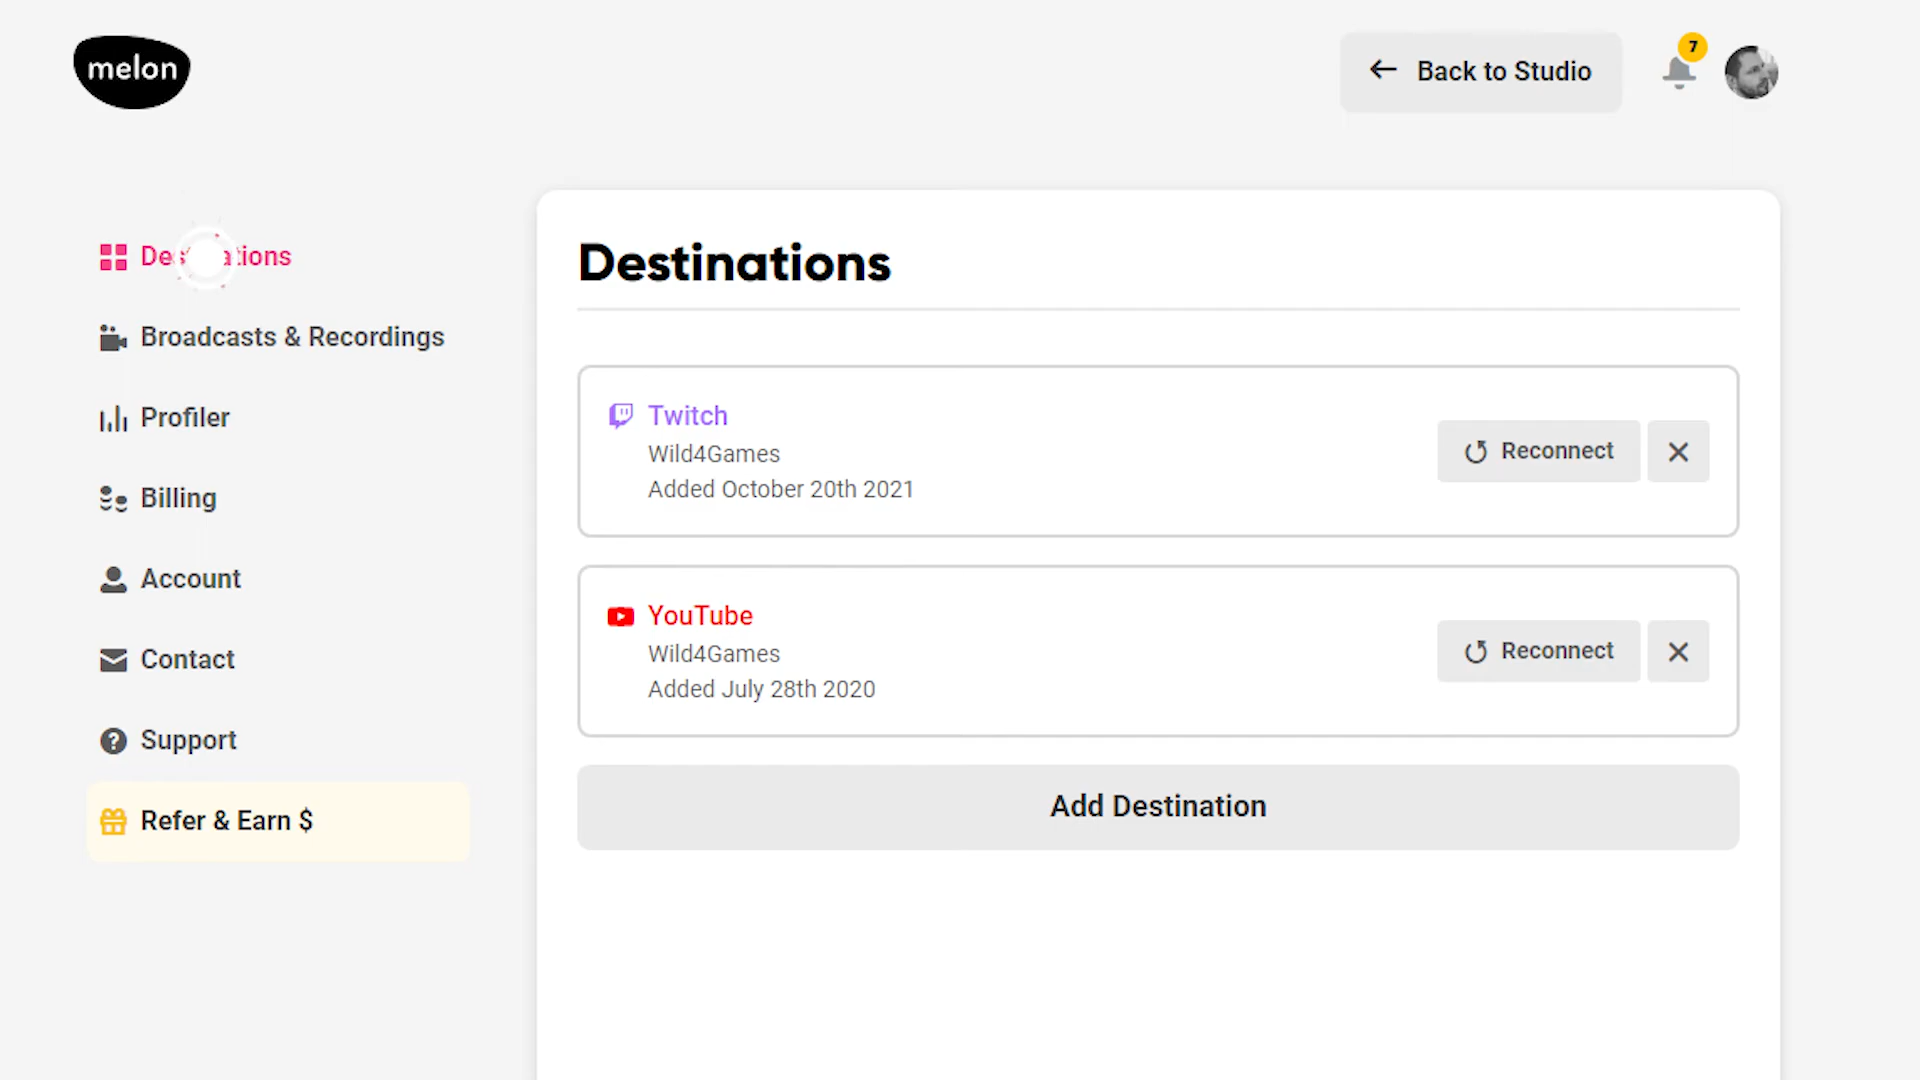 melon
Back to Studio
7
Destinations
Broadcasts & Recordings
Profiler
Billing
Account
Contact
Support
Refer & Earn $
Destinations
Twitch
Wild4Games
Added October 20th 2021
Reconnect
YouTube
Wild4Games
Added July 28th 2020
Reconnect
Add Destination